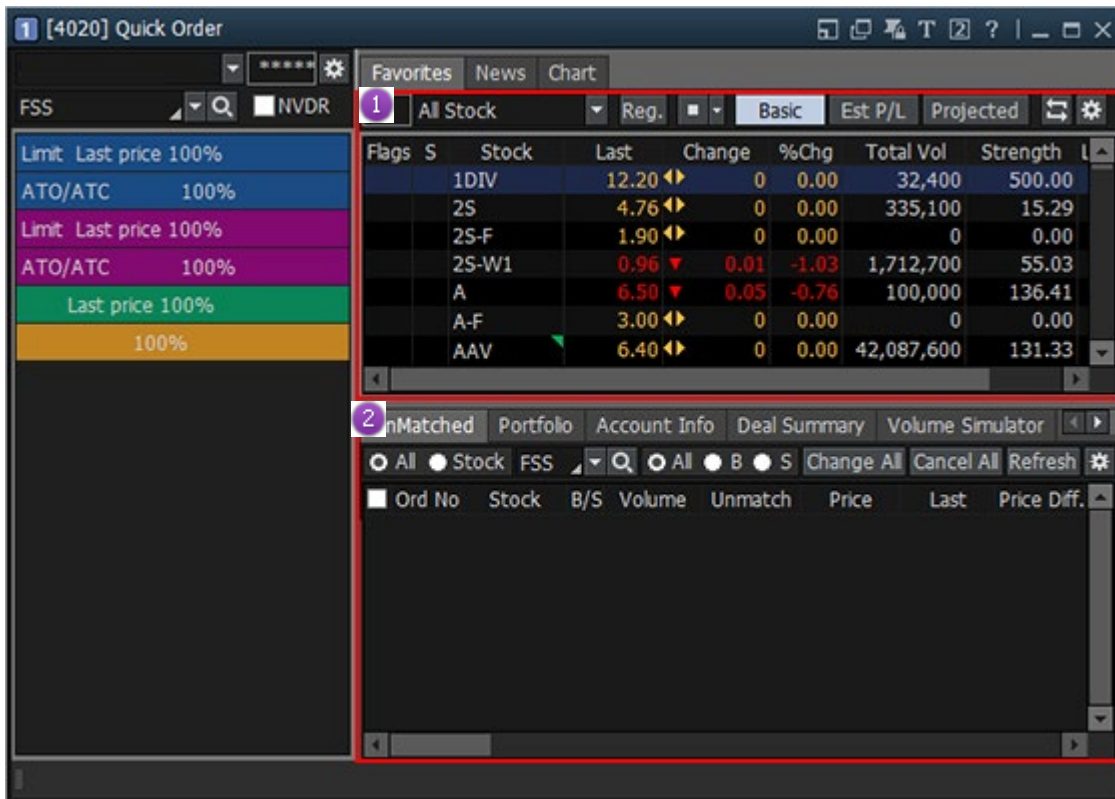 1 [4020] Quick Order T 2 ?
*****
FSS NVDR
Limit Last price 100%
ATO/ATC 100%
Limit Last price 100%
ATO/ATC 100%
Last price 100%
100%
Favorites News Chart
1 All Stock Reg. Basic Est P/L Projected
Flags S Stock Last Change %Chg Total Vol Strength L
1DIV 12.20 0 0.00 32,400 500.00
2S 4.76 0 0.00 335,100 15.29
2S-F 1.90 0 0.00 0 0.00
2S-W1 0.96 0.01 -1.03 1,712,700 55.03
A 6.50 0.05 -0.76 100,000 136.41
A-F 3.00 0 0.00 0 0.00
AAV 6.40 0 0.00 42,087,600 131.33
2 nMatched Portfolio Account Info Deal Summary Volume Simulator
All Stock FSS All B S Change All Cancel All Refresh
Ord No Stock B/S Volume Unmatch Price Last Price Diff.